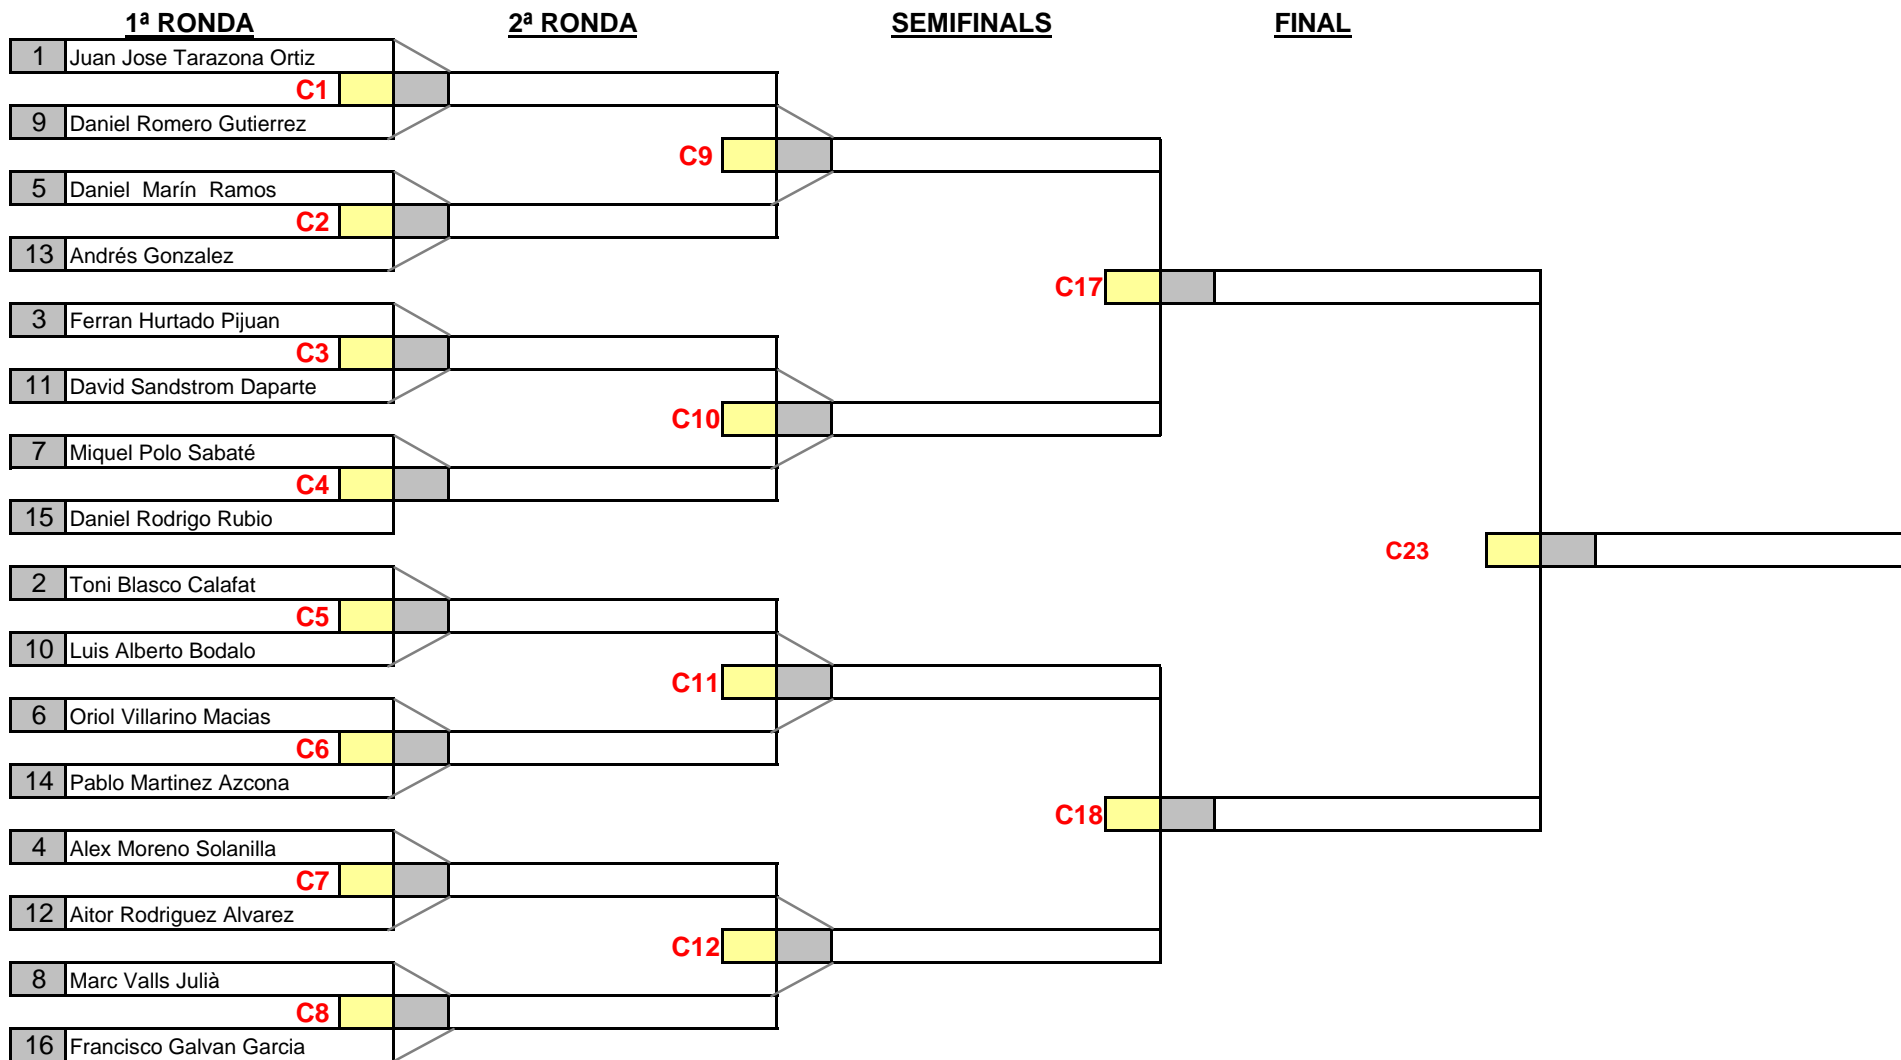 1ª RONDA 2ª RONDA SEMIFINALS FINAL
1 Juan Jose Tarazona Ortiz
C1
9 Daniel Romero Gutierrez
C9
5 Daniel Marín Ramos
C2
13 Andrés Gonzalez
C17
3 Ferran Hurtado Pijuan
C3
11 David Sandstrom Daparte
C10
7 Miquel Polo Sabaté
C4
15 Daniel Rodrigo Rubio
C23
2 Toni Blasco Calafat
C5
10 Luis Alberto Bodalo
C11
6 Oriol Villarino Macias
C6
14 Pablo Martinez Azcona
C18
4 Alex Moreno Solanilla
C7
12 Aitor Rodriguez Alvarez
C12
8 Marc Valls Julià
C8
16 Francisco Galvan Garcia